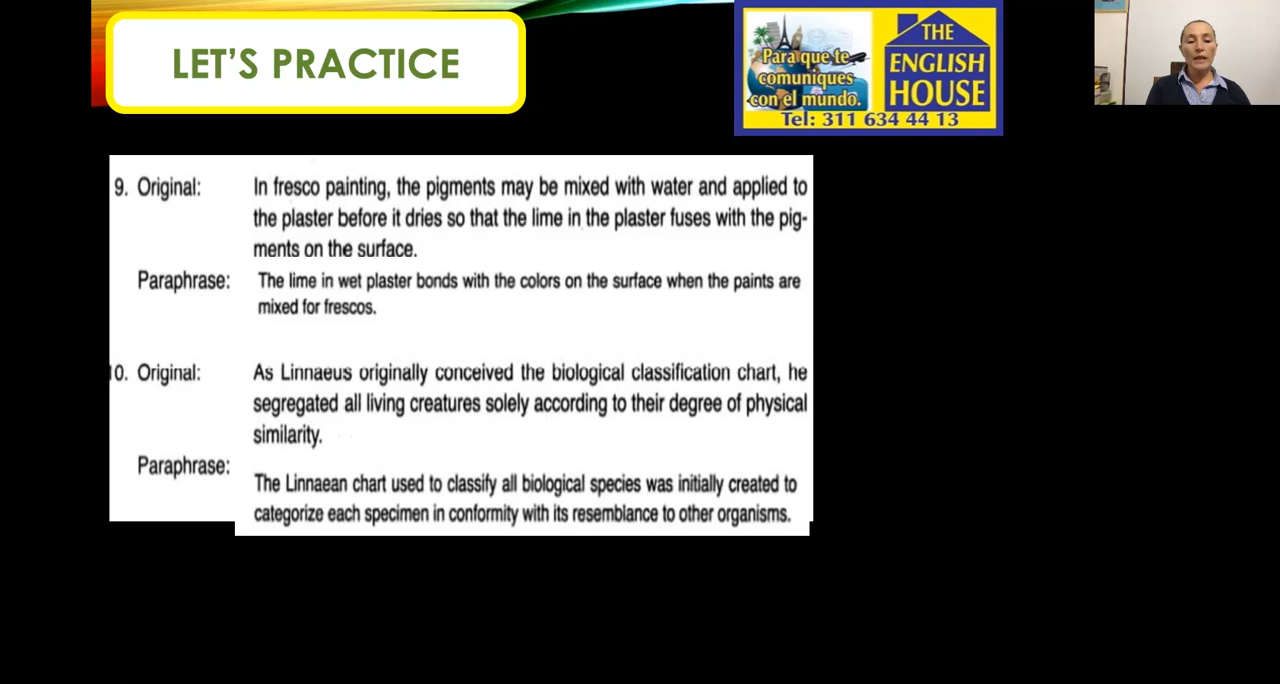 LET'S PRACTICE
Para que te
comuniques
con el mundo.
THE
ENGLISH
HOUSE
Tel: 311 634 44 13
9. Original: In fresco painting, the pigments may be mixed with water and applied to
the plaster before it dries so that the lime in the plaster fuses with the pig-
ments on the surface.
Paraphrase: The lime in wet plaster bonds with the colors on the surface when the paints are
mixed for frescos.
10. Original: As Linnaeus originally conceived the biological classification chart, he
segregated all living creatures solely according to their degree of physical
similarity.
Paraphrase:
The Linnaean chart used to classify all biological species was initially created to
categorize each specimen in conformity with its resemblance to other organisms.